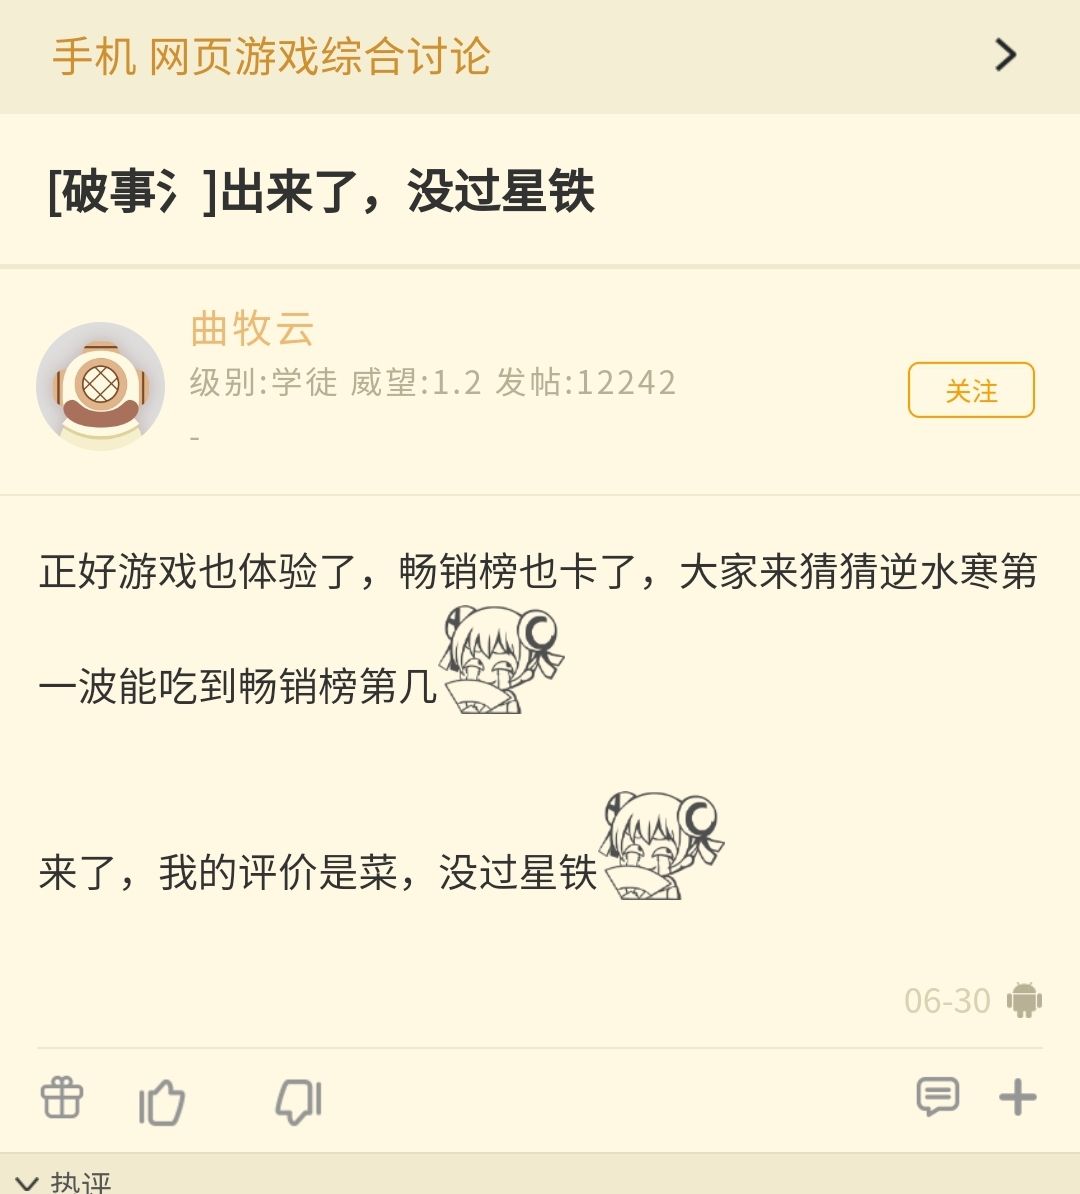 手机 网页游戏综合讨论
[破事氵]出来了，没过星铁
曲牧云
级别:学徒 威望:1.2 发帖:12242
-
关注
正好游戏也体验了，畅销榜也卡了，大家来猜猜逆水寒第
一波能吃到畅销榜第几
来了，我的评价是菜，没过星铁
06-30
热评